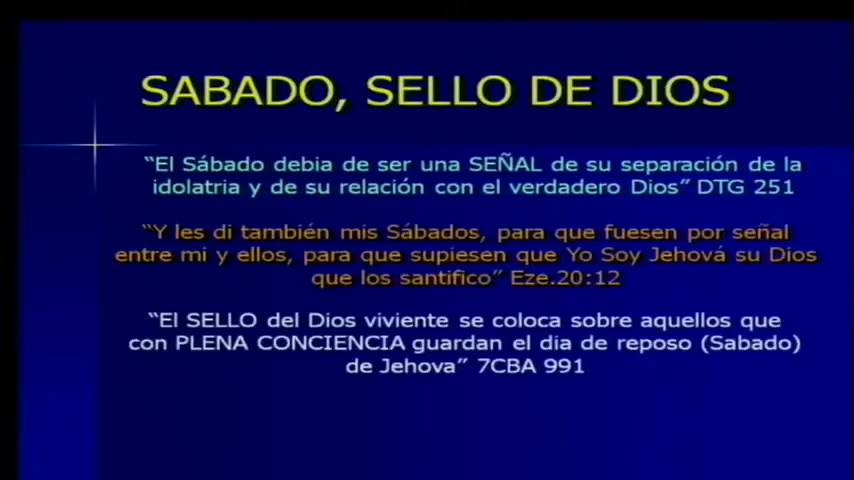 SABADO, SELLO DE DIOS
“El Sábado debia de ser una SEÑAL de su separación de la
idolatria y de su relación con el verdadero Dios” DTG 251
“Y les di también mis Sábados, para que fuesen por señal
entre mi y ellos, para que supiesen que Yo Soy Jehová su Dios
que los santifico” Eze.20:12
“El SELLO del Dios viviente se coloca sobre aquellos que
con PLENA CONCIENCIA guardan el dia de reposo (Sabado)
de Jehova” 7CBA 991